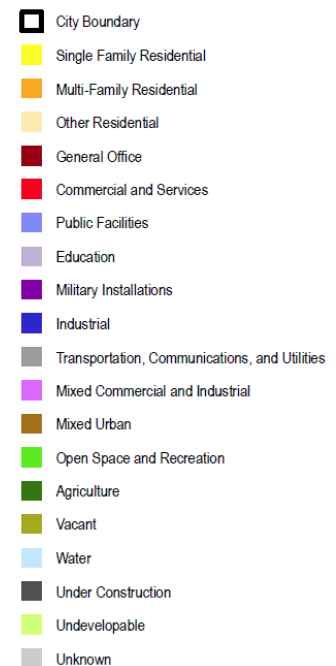 City Boundary
Single Family Residential
Multi-Family Residential
Other Residential
General Office
Commercial and Services
Public Facilities
Education
Military Installations
Industrial
Transportation, Communications, and Utilities
Mixed Commercial and Industrial
Mixed Urban
Open Space and Recreation
Agriculture
Vacant
Water
Under Construction
Undevelopable
Unknown